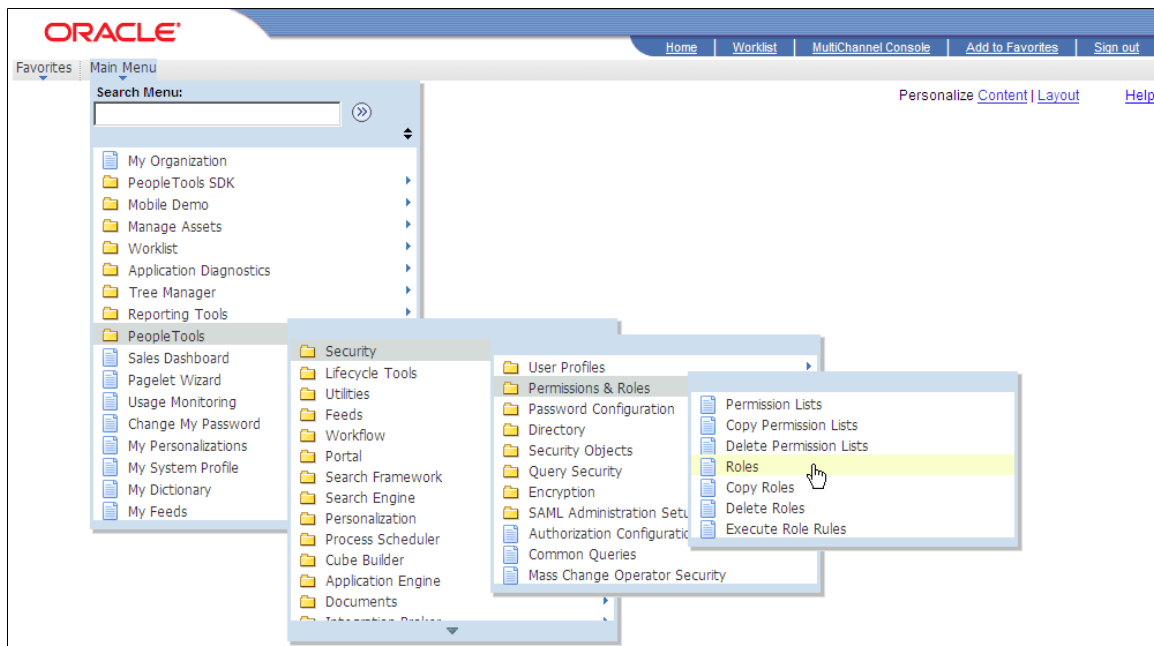 ORACLE
Home Worklist MultiChannel Console Add to Favorites Sign out
Favorites Main Menu
Search Menu:
Personalize Content | Layout Help
My Organization
PeopleTools SDK
Mobile Demo
Manage Assets
Worklist
Application Diagnostics
Tree Manager
Reporting Tools
PeopleTools
Sales Dashboard
Pagelet Wizard
Usage Monitoring
Change My Password
My Personalizations
My System Profile
My Dictionary
My Feeds
Security
Lifecycle Tools
Utilities
Feeds
Workflow
Portal
Search Framework
Search Engine
Personalization
Process Scheduler
Cube Builder
Application Engine
Documents
User Profiles
Permissions & Roles
Password Configuration
Directory
Security Objects
Query Security
Encryption
SAML Administration Setu
Authorization Configuratio
Common Queries
Mass Change Operator Security
Permission Lists
Copy Permission Lists
Delete Permission Lists
Roles
Copy Roles
Delete Roles
Execute Role Rules